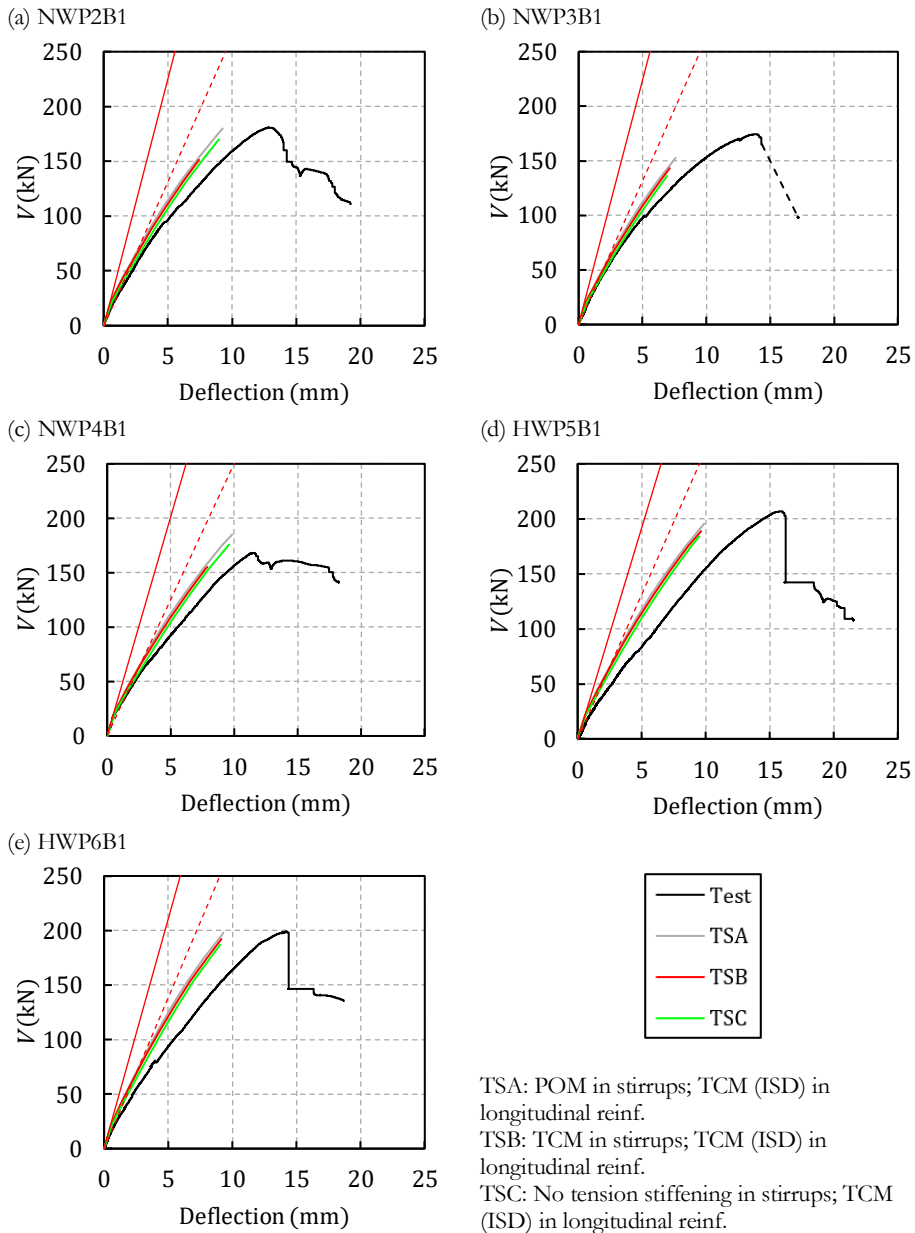 (a) NWP2B1
250
200
150
100
50
0
V(kN)
0 5 10 15 20 25
Deflection (mm)
(b) NWP3B1
250
200
150
100
50
0
V(kN)
0 5 10 15 20 25
Deflection (mm)
(c) NWP4B1
250
200
150
100
50
0
V(kN)
0 5 10 15 20 25
Deflection (mm)
(d) HWP5B1
250
200
150
100
50
0
V(kN)
0 5 10 15 20 25
Deflection (mm)
(e) HWP6B1
250
200
150
100
50
0
V(kN)
0 5 10 15 20 25
Deflection (mm)
Test
TSA
TSB
TSC
TSA: POM in stirrups; TCM (ISD) in
longitudinal reinf.
TSB: TCM in stirrups; TCM (ISD) in
longitudinal reinf.
TSC: No tension stiffening in stirrups; TCM
(ISD) in longitudinal reinf.